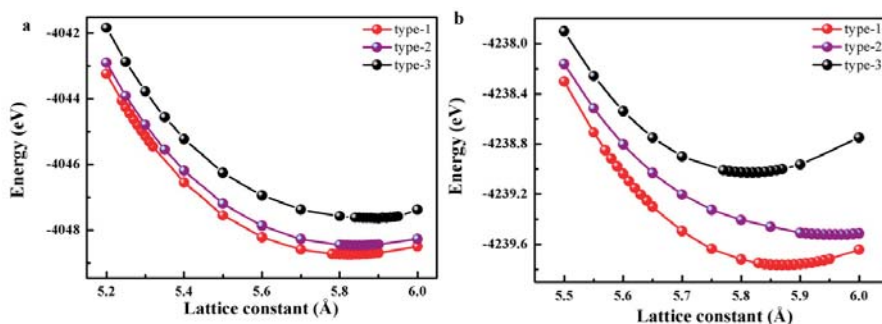 a
-4042
-4044
-4046
-4048
Energy (eV)
type-1
type-2
type-3
5.2 5.4 5.6 5.8 6.0
Lattice constant (Å)
b
-4238.0
-4238.4
-4238.8
-4239.2
-4239.6
Energy (eV)
type-1
type-2
type-3
5.5 5.6 5.7 5.8 5.9 6.0
Lattice constant (Å)